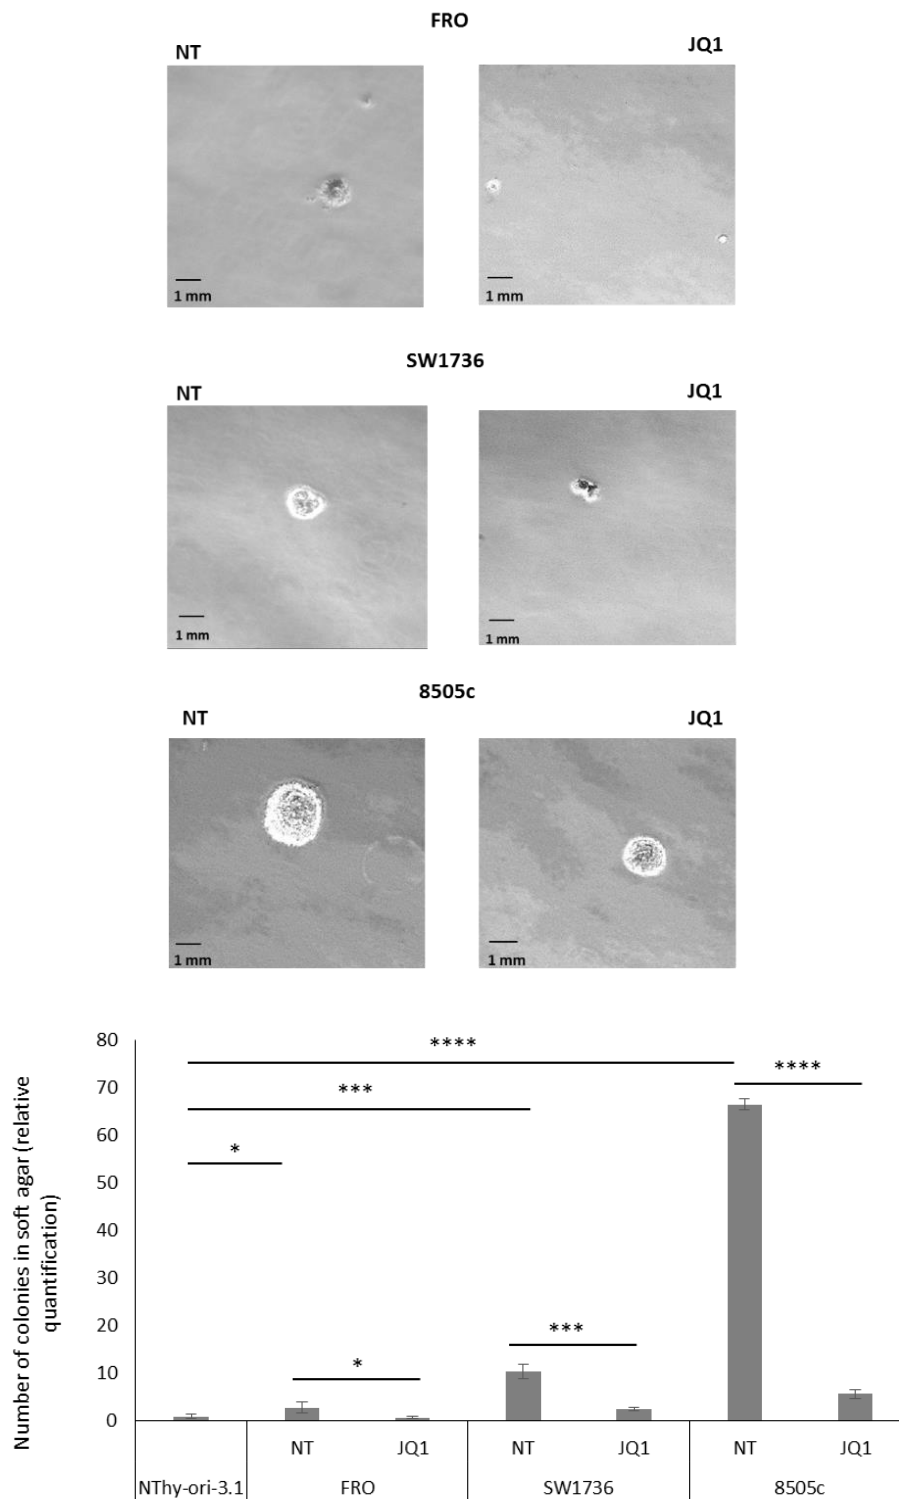 FRO
NT JQ1
1 mm 1 mm
SW1736
NT JQ1
1 mm 1 mm
8505c
NT JQ1
1 mm 1 mm
Number of colonies in soft agar (relative
quantification)
80
70
60
50
40
30
20
10
0
****
****
***
*
***
*
NT JQ1 NT JQ1 NT JQ1
NThy-ori-3.1 FRO SW1736 8505c